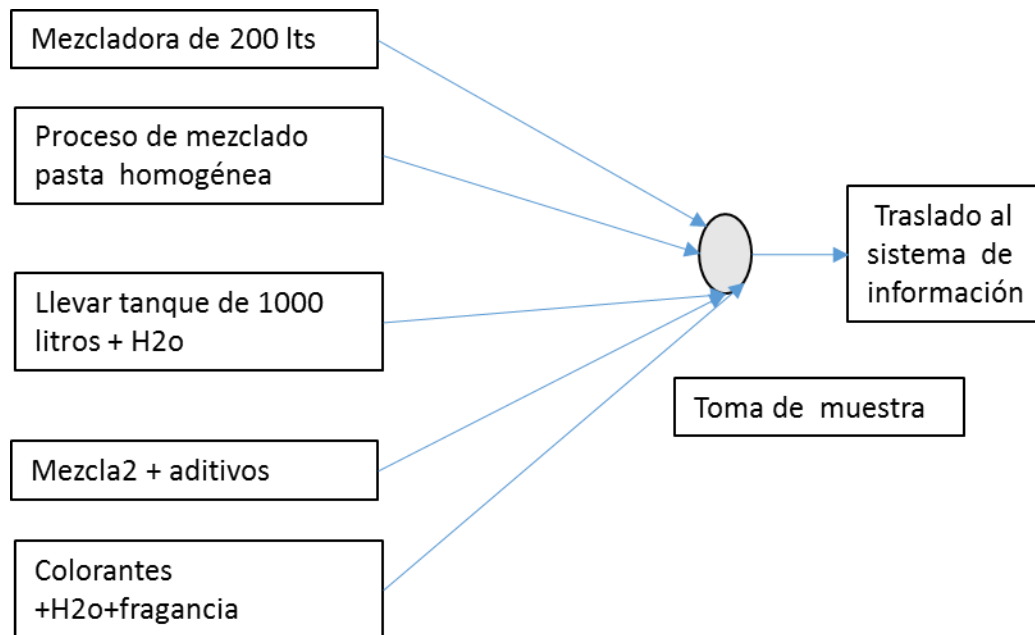 Mezcladora de 200 lts
Proceso de mezclado
pasta homogénea
Llevar tanque de 1000
litros + H2o
Mezcla2 + aditivos
Colorantes
+H2o+fragancia
Traslado al
sistema de
información
Toma de muestra